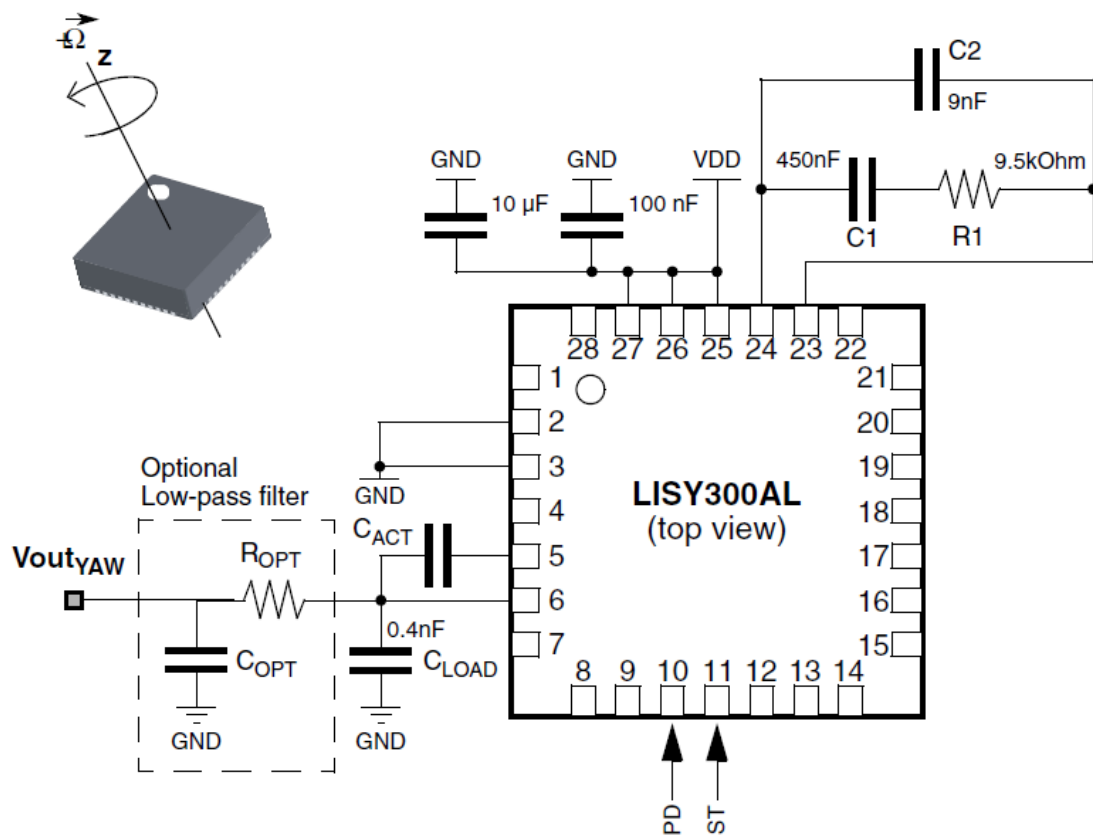 -Ω
z
C2
9nF
GND
GND
VDD
450nF
9.5kOhm
10 µF
100 nF
C1
R1
28
27
26
25
24
23
22
1
2
3
4
5
6
7
21
20
19
18
17
16
15
LISY300AL
(top view)
GND
Optional
Low-pass filter
CACT
VoutYAW
ROPT
0.4nF
COPT
CLOAD
GND
GND
8
9
10
11
12
13
14
PD
ST